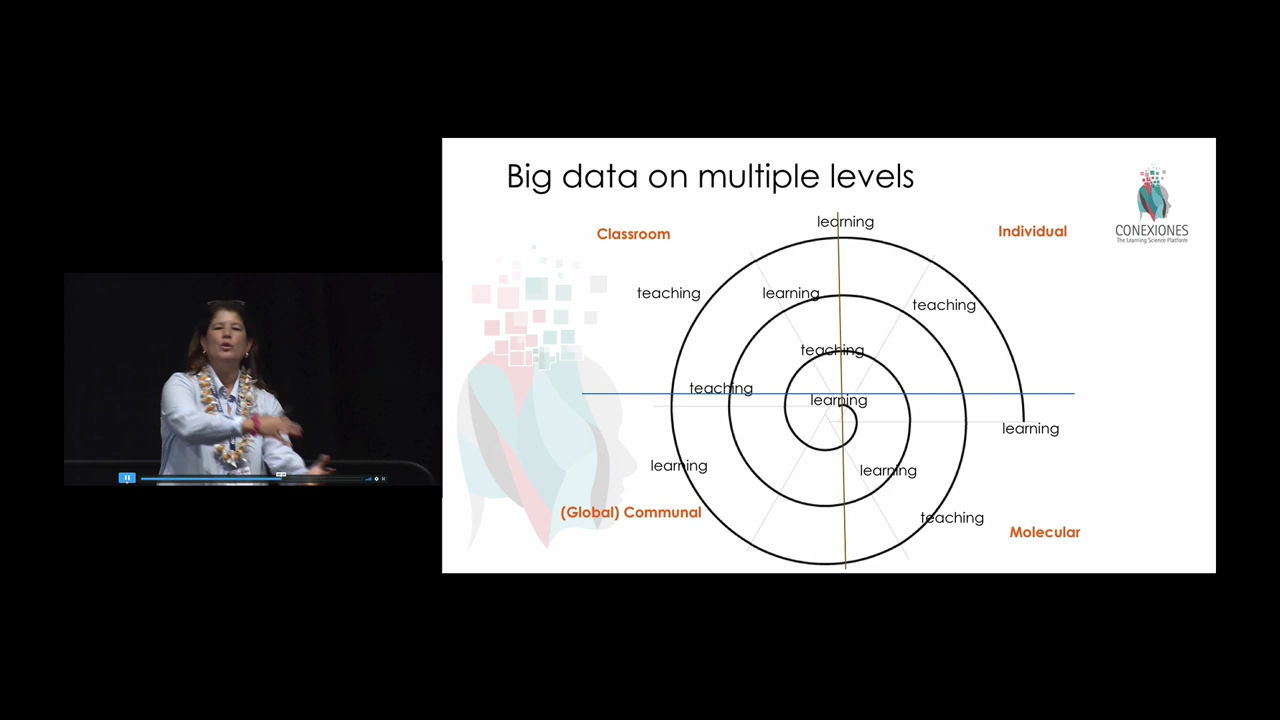 Big data on multiple levels
CONEXIONES
The Learning Science Platform
learning
Classroom
Individual
teaching
learning
teaching
teaching
teaching
learning
learning
learning
learning
teaching
(Global) Communal
Molecular